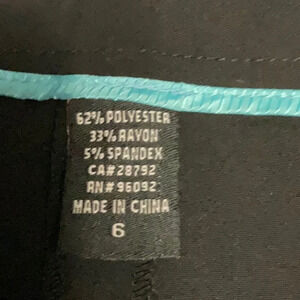 62% POLYESTER
33% RAYON
5% SPANDEX
CA#28792
RN#96092
MADE IN CHINA
6